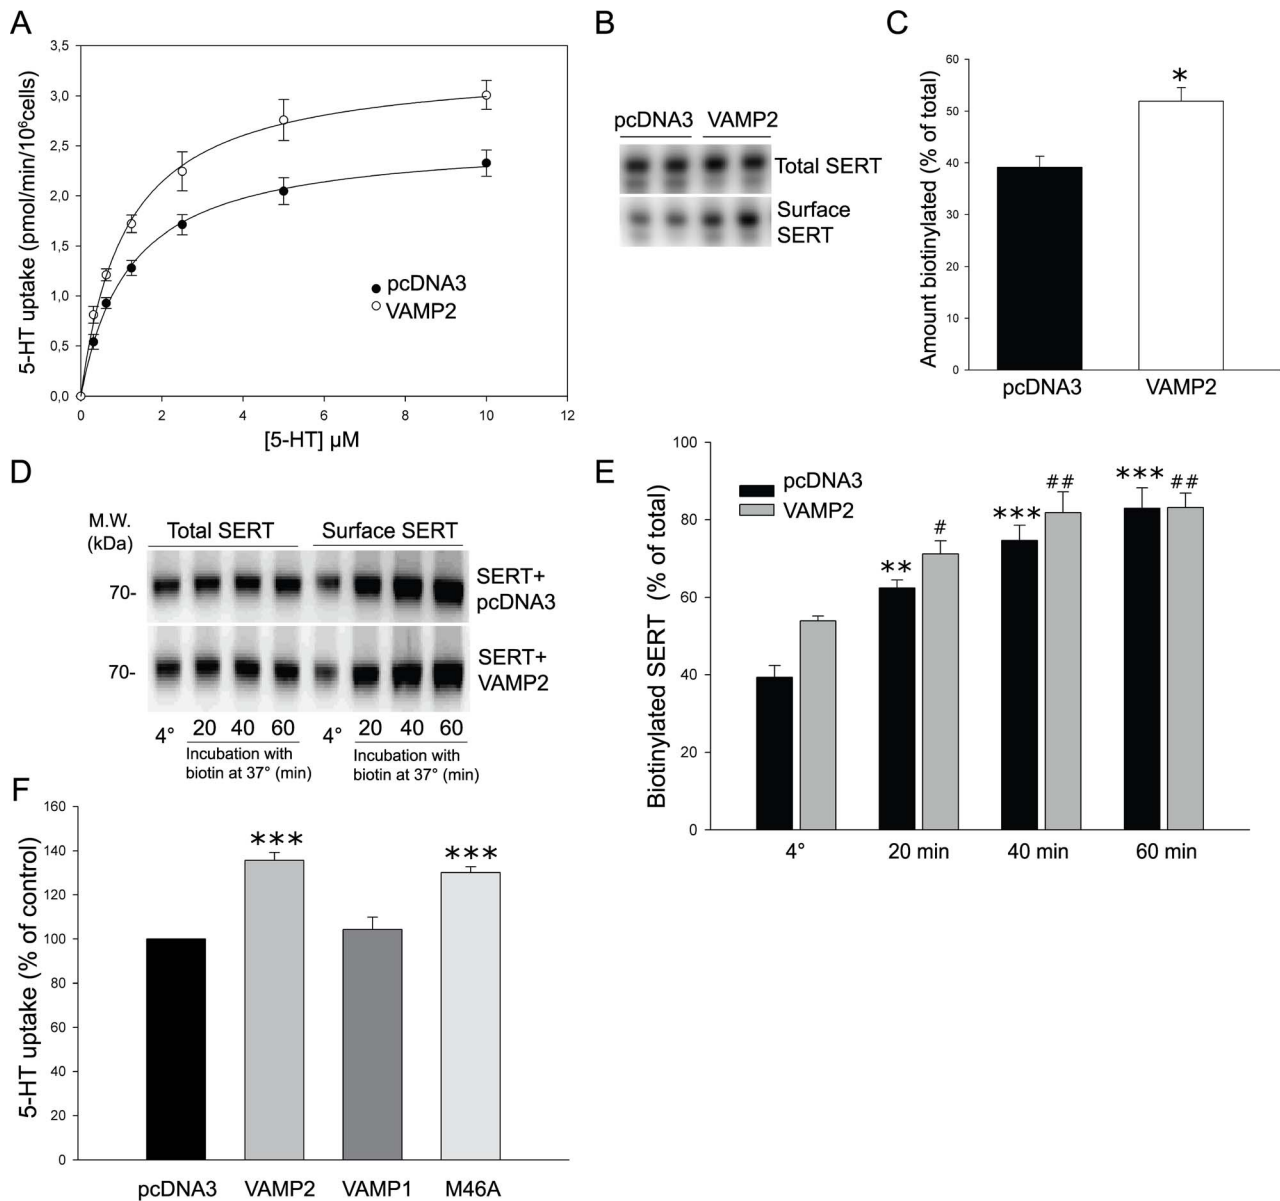 A
3,5
3,0
2,5
2,0
1,5
1,0
0,5
0,0
0 2 4 6 8 10 12
5-HT uptake (pmol/min/10⁶cells)
[5-HT] µM
pcDNA3
VAMP2
B
pcDNA3 VAMP2
Total SERT
Surface
SERT
C
60
50
40
30
20
10
0
Amount biotinylated (% of total)
*
pcDNA3 VAMP2
D
M.W.
(kDa)
Total SERT Surface SERT
70-
SERT+
pcDNA3
70-
SERT+
VAMP2
4° 20 40 60 4° 20 40 60
Incubation with
biotin at 37° (min)
Incubation with
biotin at 37° (min)
E
100
80
60
40
20
0
Biotinylated SERT (% of total)
pcDNA3
VAMP2
** # *** ## *** ##
4° 20 min 40 min 60 min
F
160
140
120
100
80
60
40
20
0
5-HT uptake (% of control)
*** ***
pcDNA3 VAMP2 VAMP1 M46A